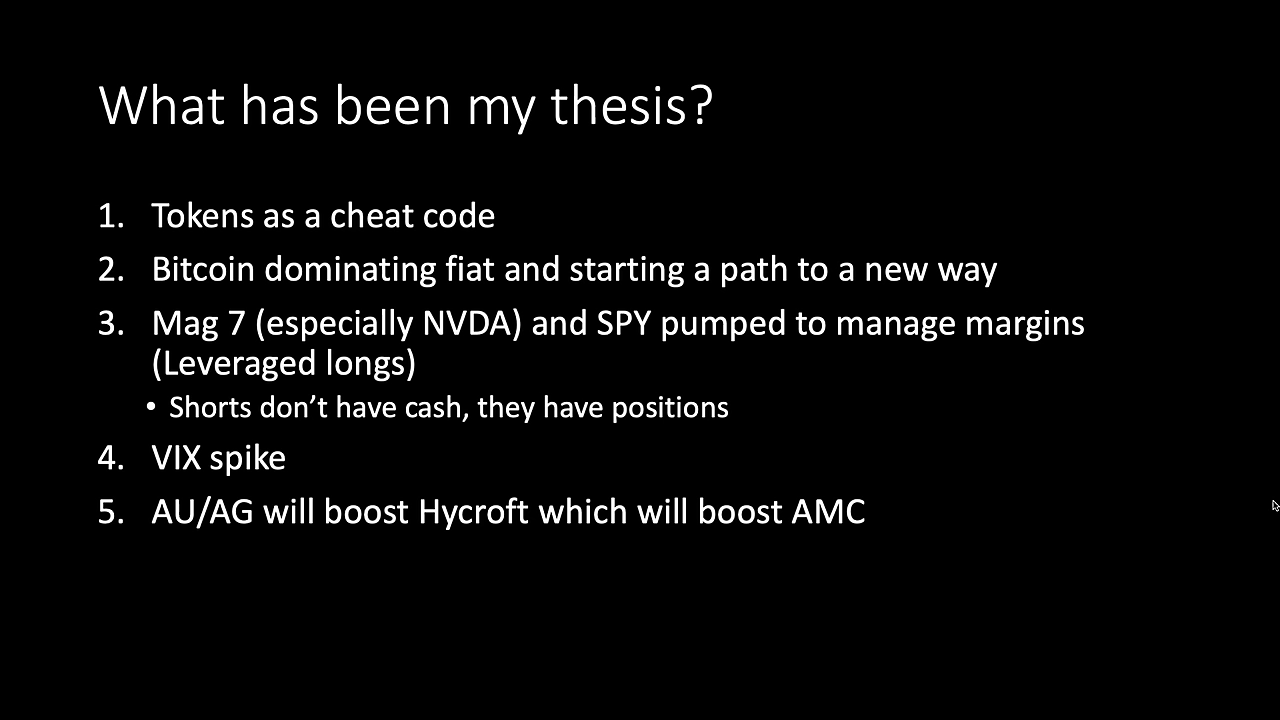 What has been my thesis?
1. Tokens as a cheat code
2. Bitcoin dominating fiat and starting a path to a new way
3. Mag 7 (especially NVDA) and SPY pumped to manage margins
(Leveraged longs)
• Shorts don’t have cash, they have positions
4. VIX spike
5. AU/AG will boost Hycroft which will boost AMC